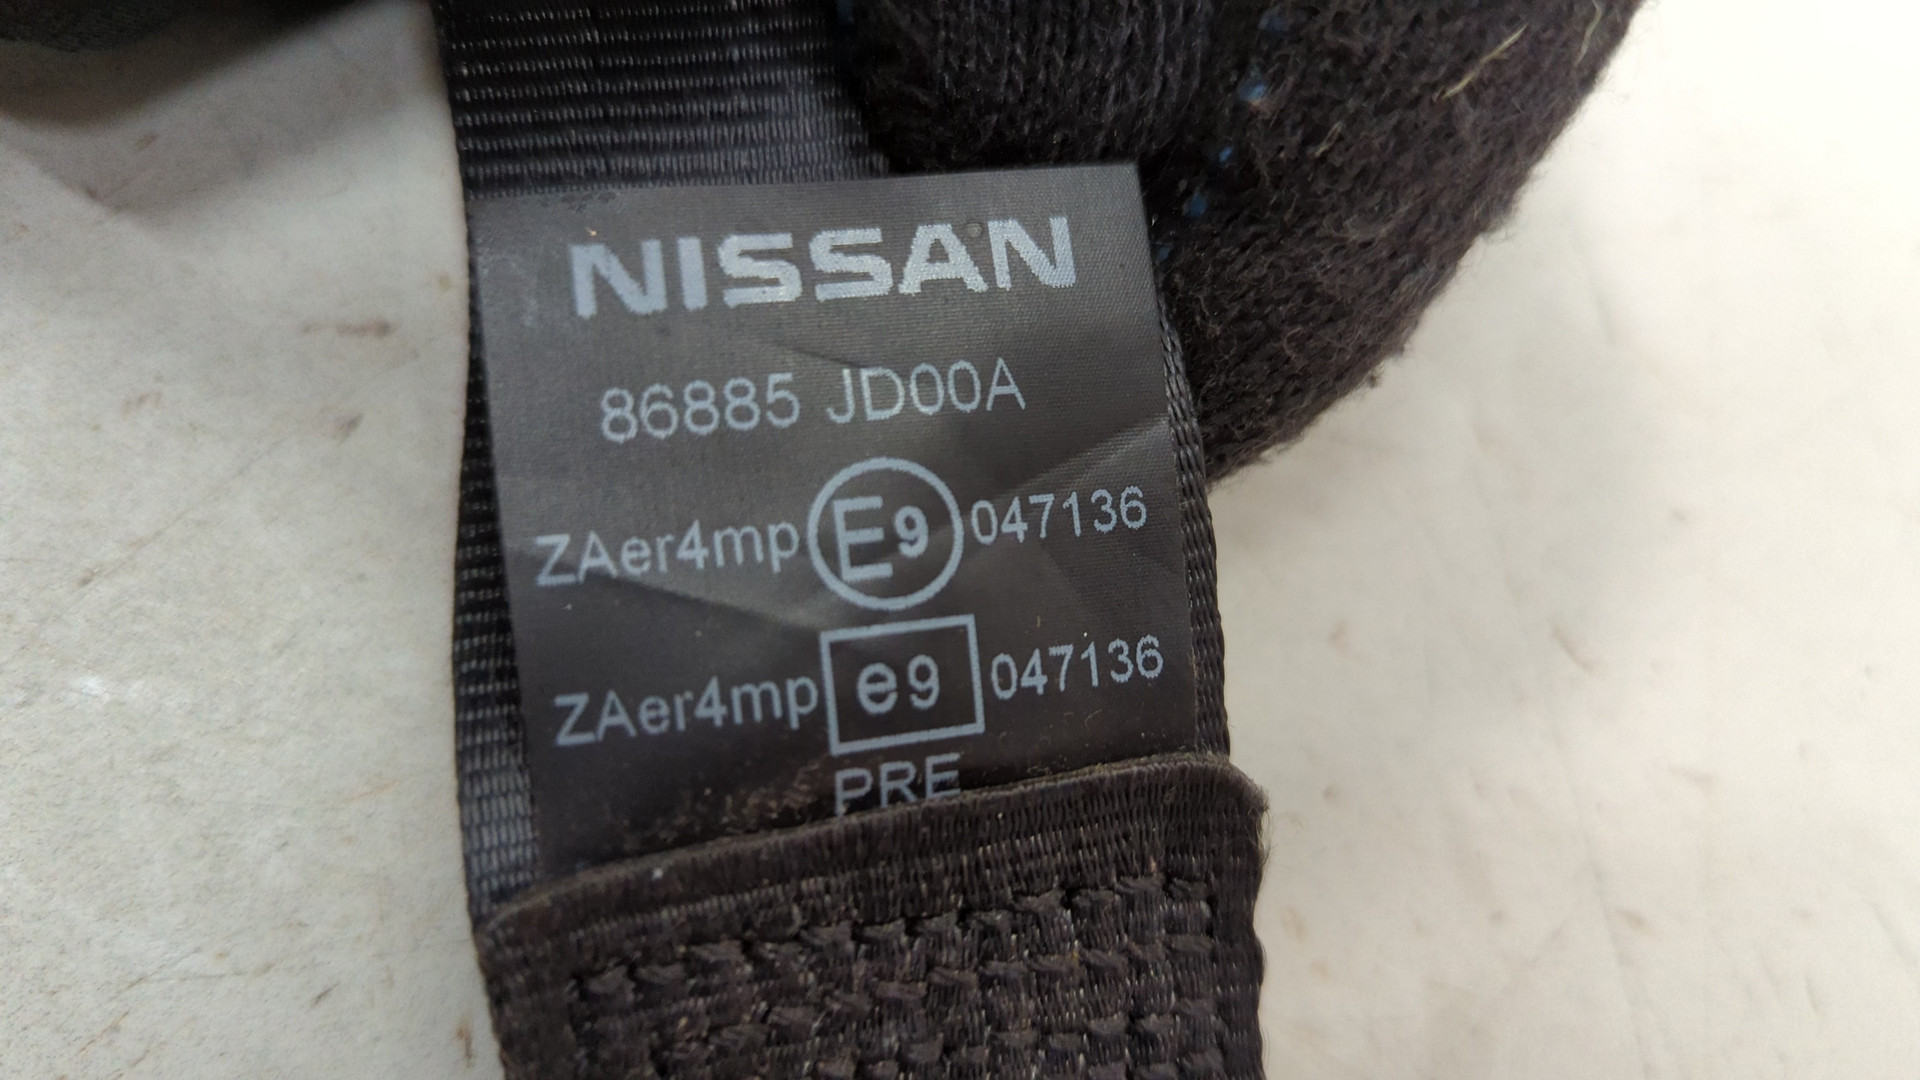 NISSAN
86885 JD00A
ZAer4mp E9 047136
ZAer4mp e9 047136
PRE